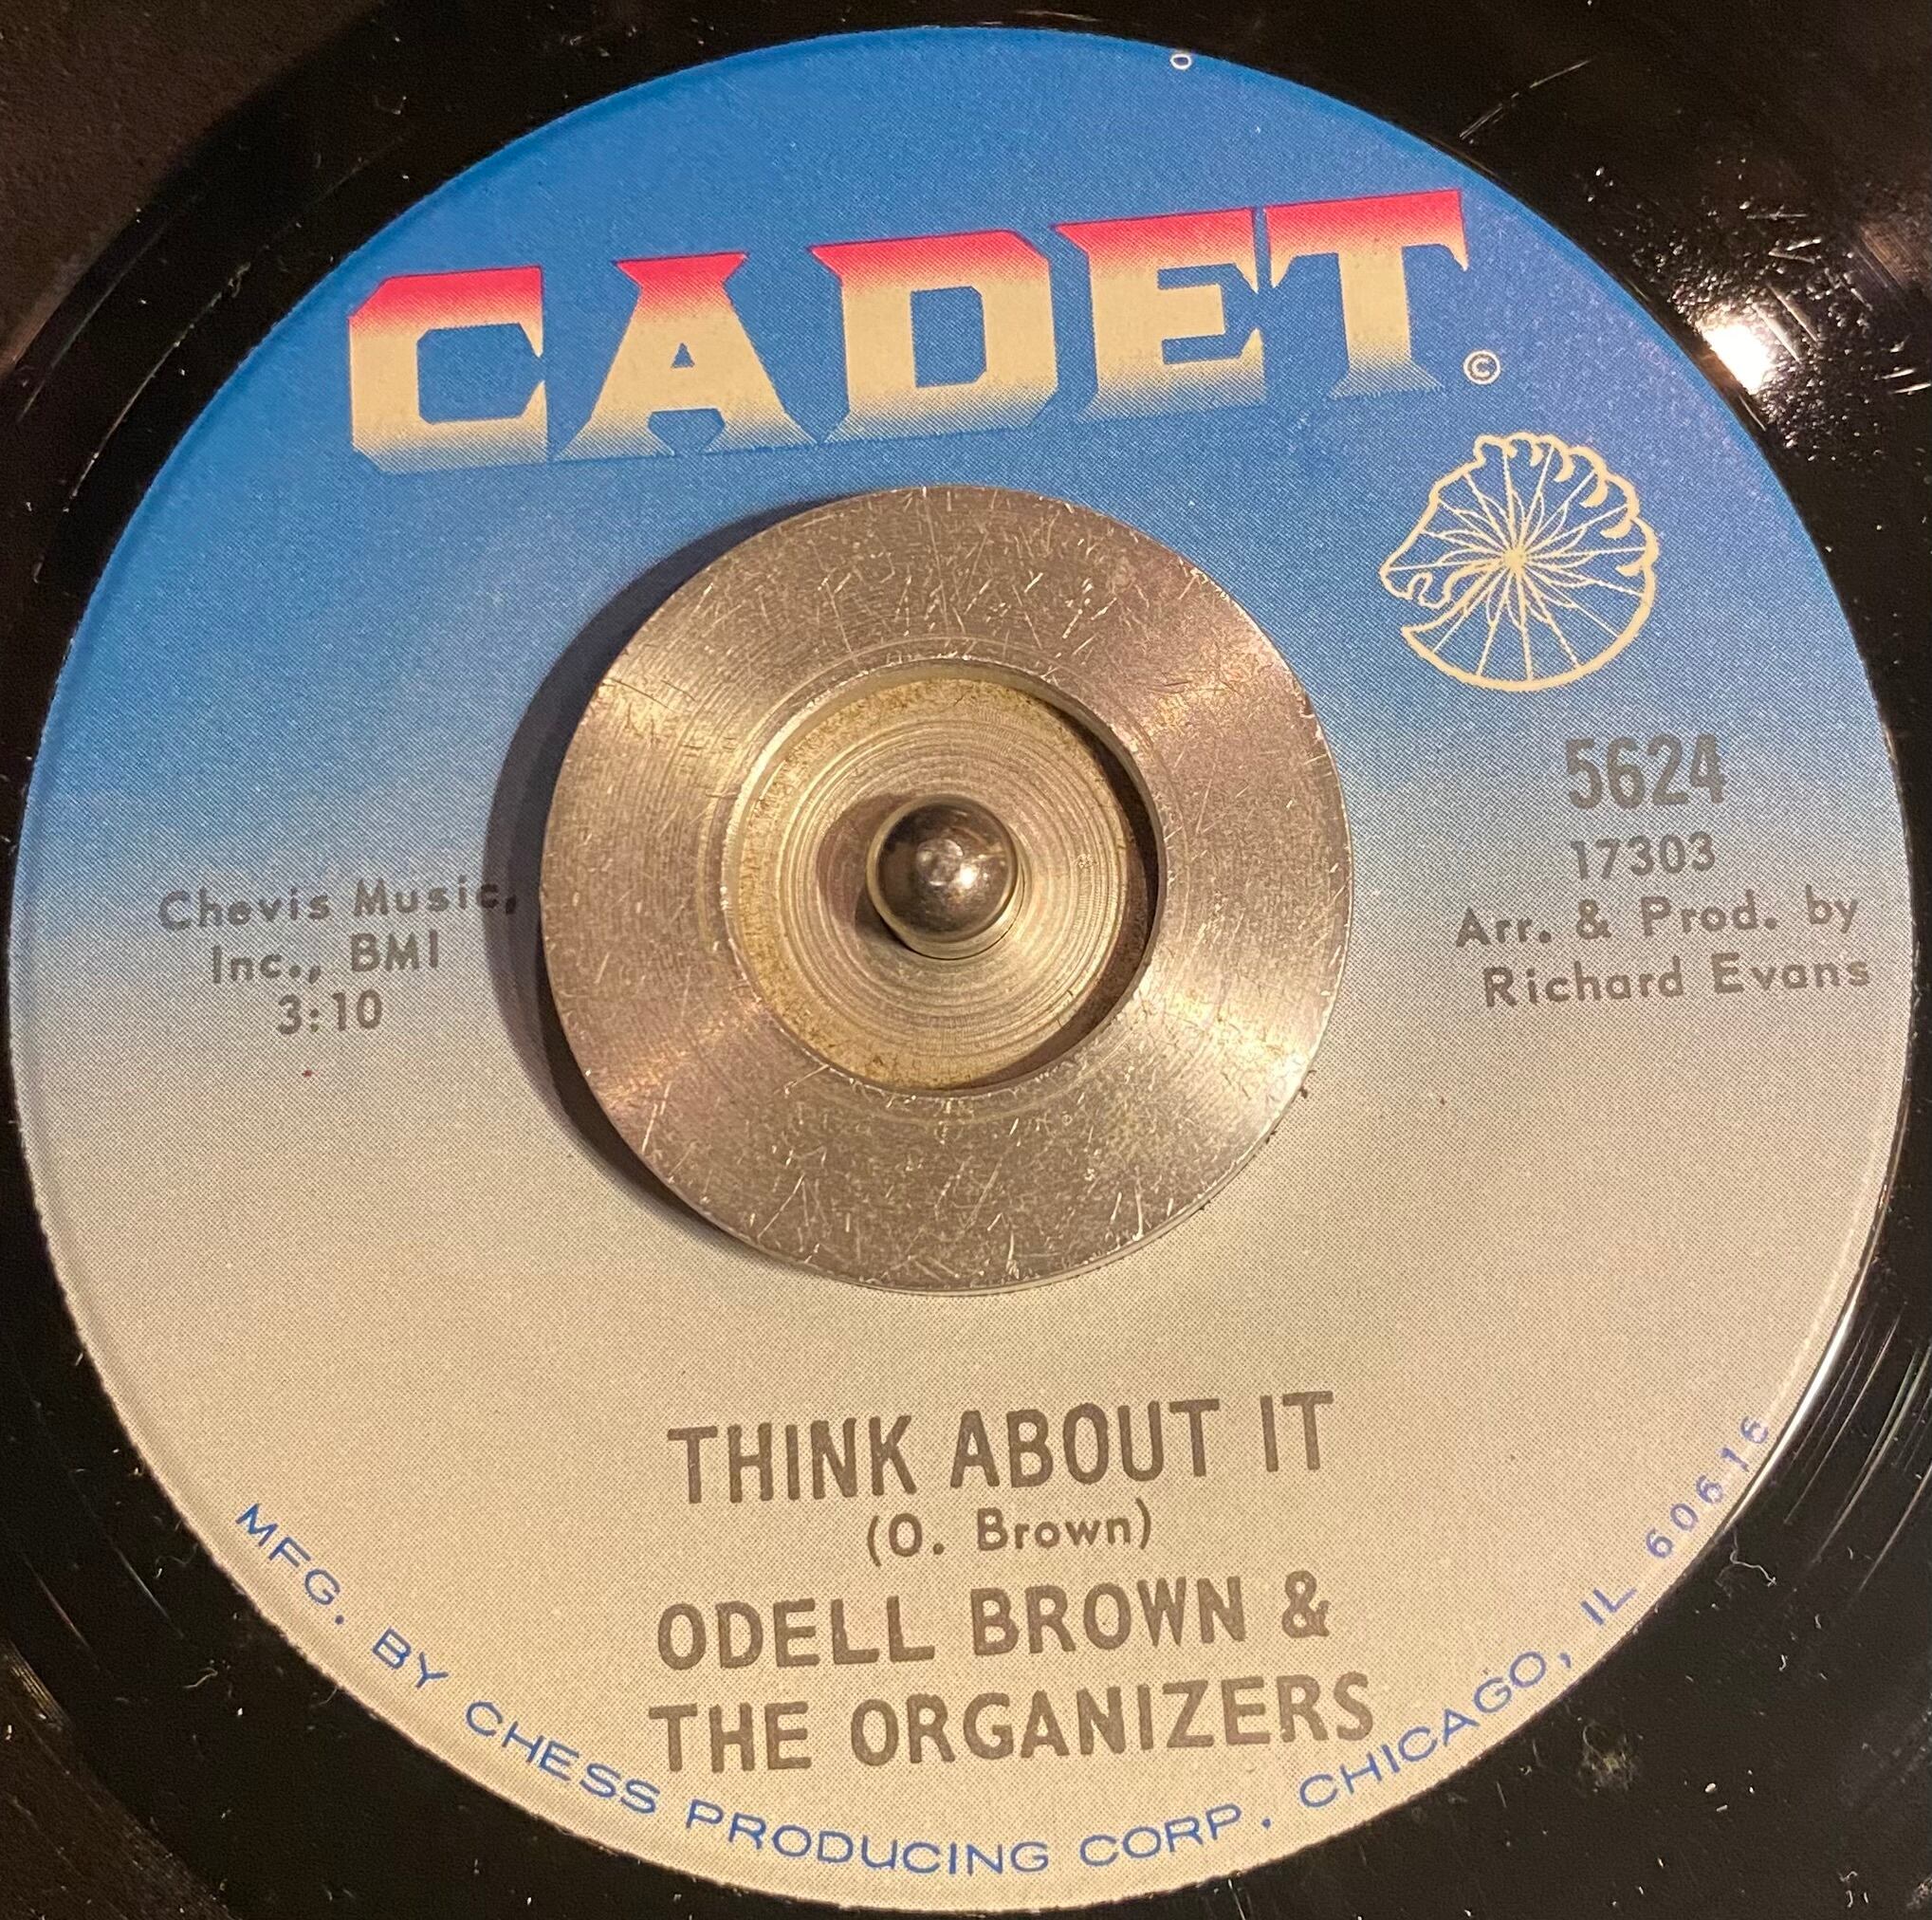 CADET
©
5624
17303
Arr. & Prod. by
Richard Evans
Chevis Music,
Inc., BMI
3:10
THINK ABOUT IT
(O. Brown)
ODELL BROWN &
THE ORGANIZERS
MFG. BY CHESS PRODUCING CORP. CHICAGO, IL 60616